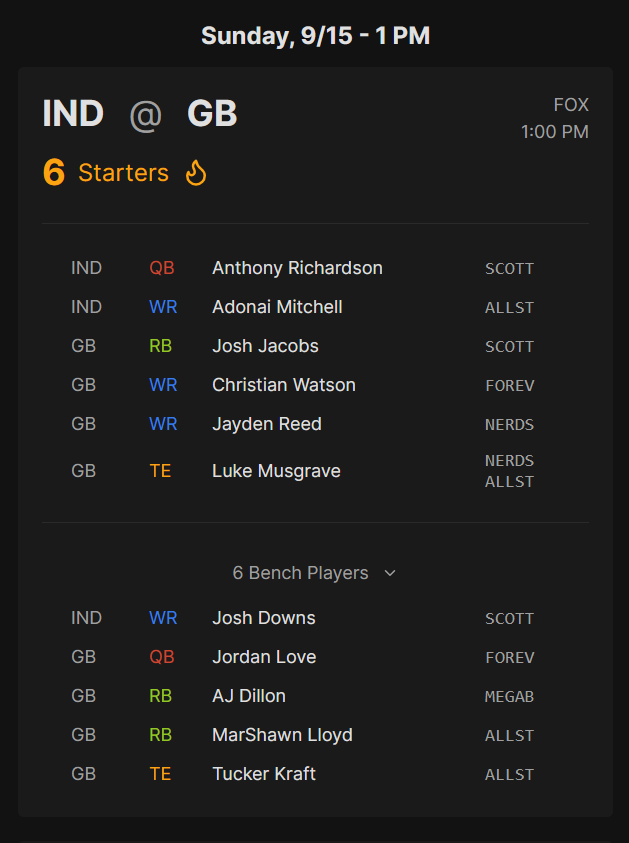 Sunday, 9/15 - 1 PM
IND @ GB FOX
1:00 PM
6 Starters
IND QB Anthony Richardson SCOTT
IND WR Adonai Mitchell ALLST
GB RB Josh Jacobs SCOTT
GB WR Christian Watson FOREV
GB WR Jayden Reed NERDS
GB TE Luke Musgrave NERDS
ALLST
6 Bench Players
IND WR Josh Downs SCOTT
GB QB Jordan Love FOREV
GB RB AJ Dillon MEGAB
GB RB MarShawn Lloyd ALLST
GB TE Tucker Kraft ALLST